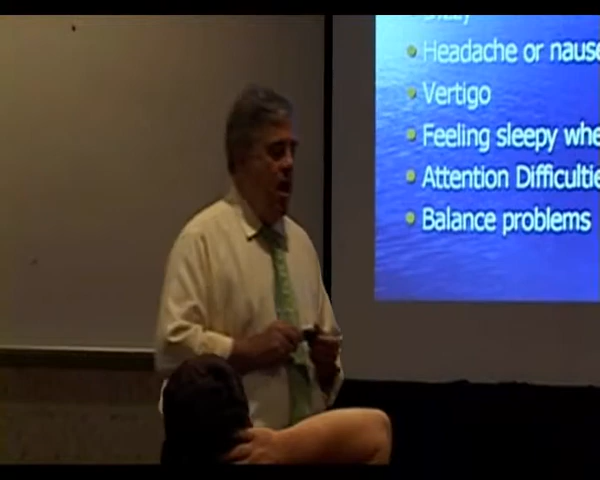 Headache or nause
Vertigo
Feeling sleepy whe
Attention Difficultie
Balance problems